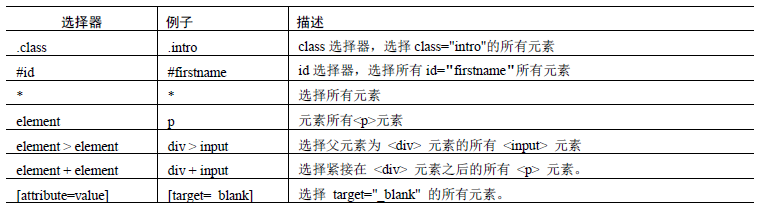 选择器 例子 描述
.class .intro class 选择器，选择 class="intro"的所有元素
#id #firstname id 选择器，选择所有 id="firstname"所有元素
* * 选择所有元素
element p 元素所有<p>元素
element > element div > input 选择父元素为 <div> 元素的所有 <input> 元素
element + element div + input 选择紧接在 <div> 元素之后的所有 <p> 元素。
[attribute=value] [target= blank] 选择 target="_blank" 的所有元素。